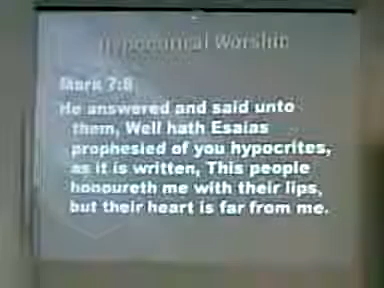 Hypocritical Worship
Mark 7:6
He answered and said unto
them, Well hath Esaias
prophesied of you hypocrites,
as it is written, This people
honoureth me with their lips,
but their heart is far from me.